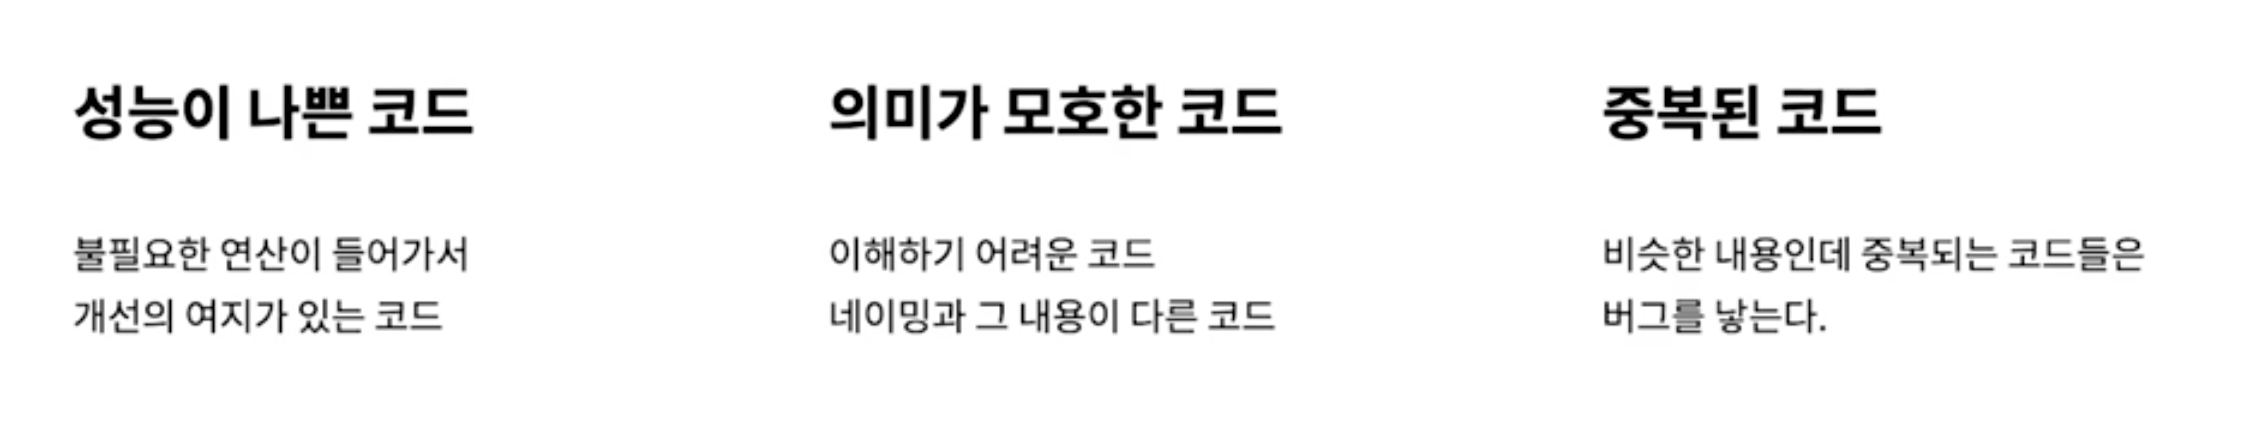 성능이 나쁜 코드
불필요한 연산이 들어가서
개선의 여지가 있는 코드
의미가 모호한 코드
이해하기 어려운 코드
네이밍과 그 내용이 다른 코드
중복된 코드
비슷한 내용인데 중복되는 코드들은
버그를 낳는다.